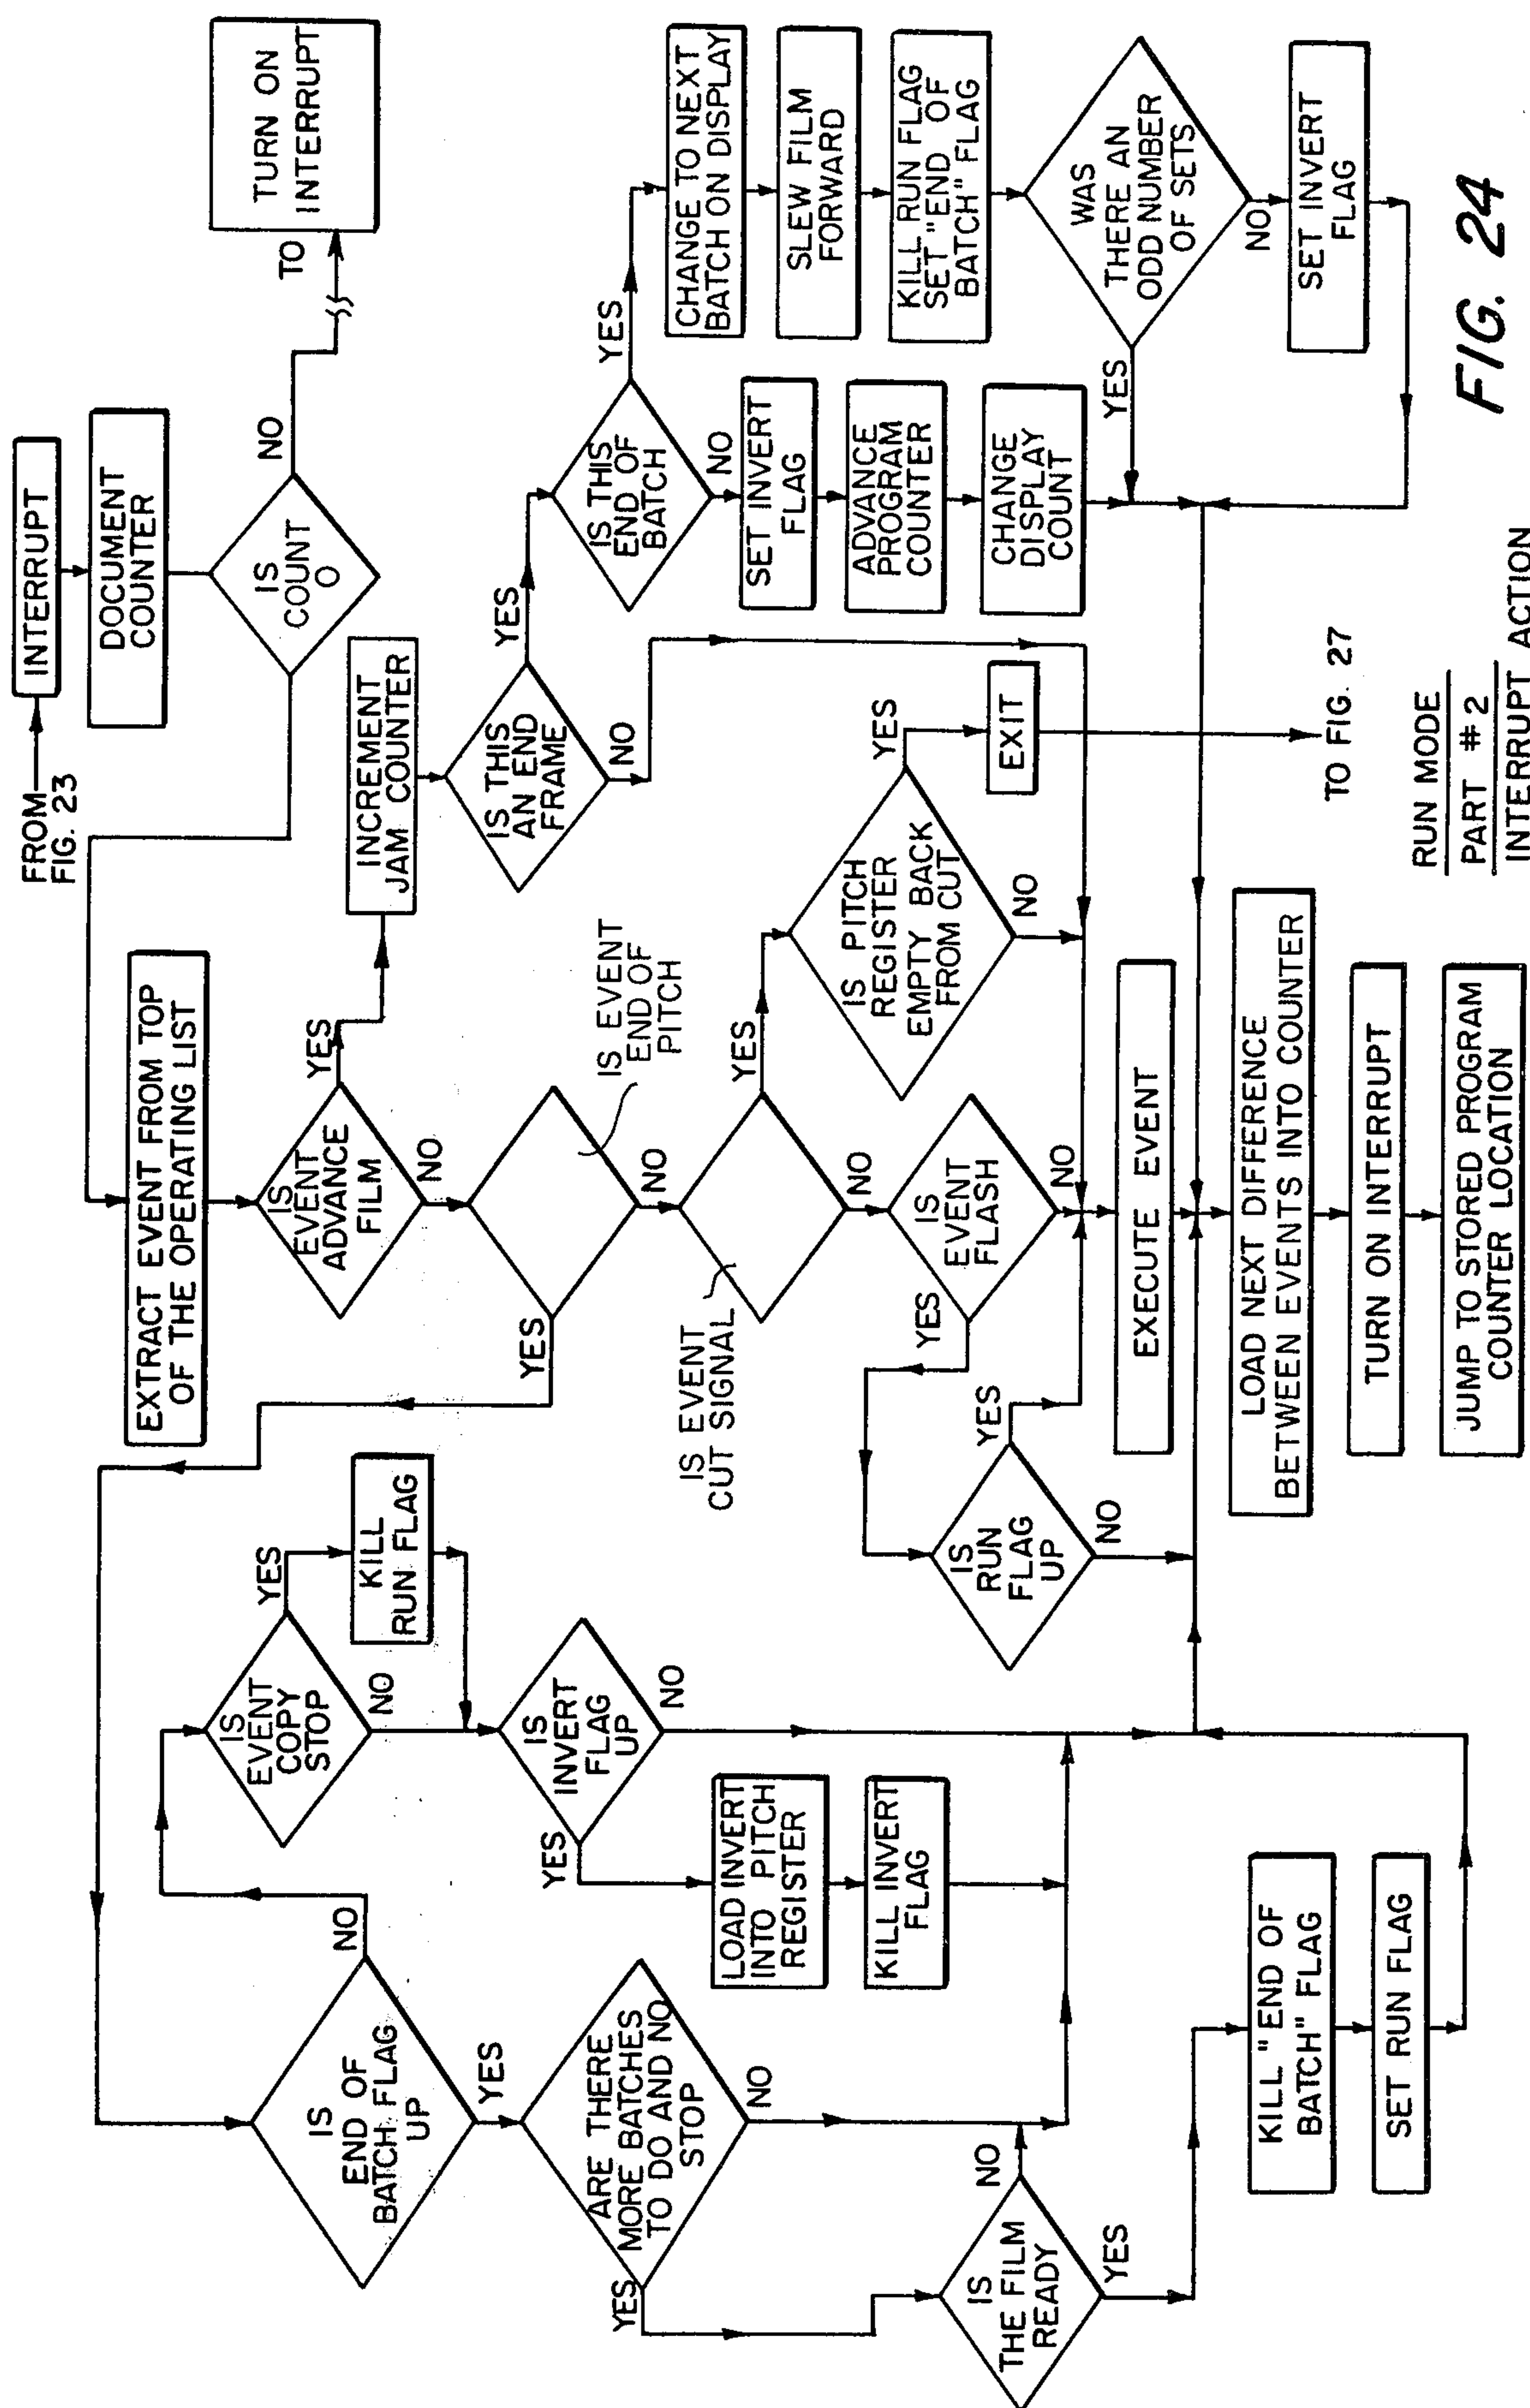 FROM
FIG. 23
INTERRUPT
DOCUMENT
COUNTER
IS
COUNT
O
NO
TO
TURN ON
INTERRUPT
EXTRACT EVENT FROM TOP
OF THE OPERATING LIST
IS
EVENT
ADVANCE
FILM
YES
NO
INCREMENT
JAM COUNTER
IS THIS
AN END
FRAME
YES
NO
IS THIS
END OF
BATCH
YES
NO
SET INVERT
FLAG
ADVANCE
PROGRAM
COUNTER
CHANGE
DISPLAY
COUNT
CHANGE TO NEXT
BATCH ON DISPLAY
SLEW FILM
FORWARD
KILL RUN FLAG
SET "END OF
BATCH" FLAG
WAS
THERE AN
ODD NUMBER
OF SETS
YES
NO
SET INVERT
FLAG
IS EVENT
END OF
PITCH
YES
NO
IS EVENT
CUT SIGNAL
YES
NO
IS PITCH
REGISTER
EMPTY BACK
FROM CUT
YES
NO
EXIT
TO FIG. 27
IS
EVENT
FLASH
YES
NO
IS
RUN
FLAG
UP
YES
NO
EXECUTE EVENT
LOAD NEXT DIFFERENCE
BETWEEN EVENTS INTO COUNTER
TURN ON INTERRUPT
JUMP TO STORED PROGRAM
COUNTER LOCATION
IS
END OF
BATCH FLAG
UP
NO
YES
IS
EVENT
COPY
STOP
YES
NO
KILL
RUN FLAG
IS
INVERT
FLAG
UP
YES
NO
LOAD INVERT
INTO PITCH
REGISTER
KILL INVERT
FLAG
ARE THERE
MORE BATCHES
TO DO AND NO
STOP
YES
NO
IS
THE FILM
READY
NO
YES
KILL "END OF
BATCH" FLAG
SET RUN FLAG
RUN MODE
PART #2
INTERRUPT ACTION
FIG. 24